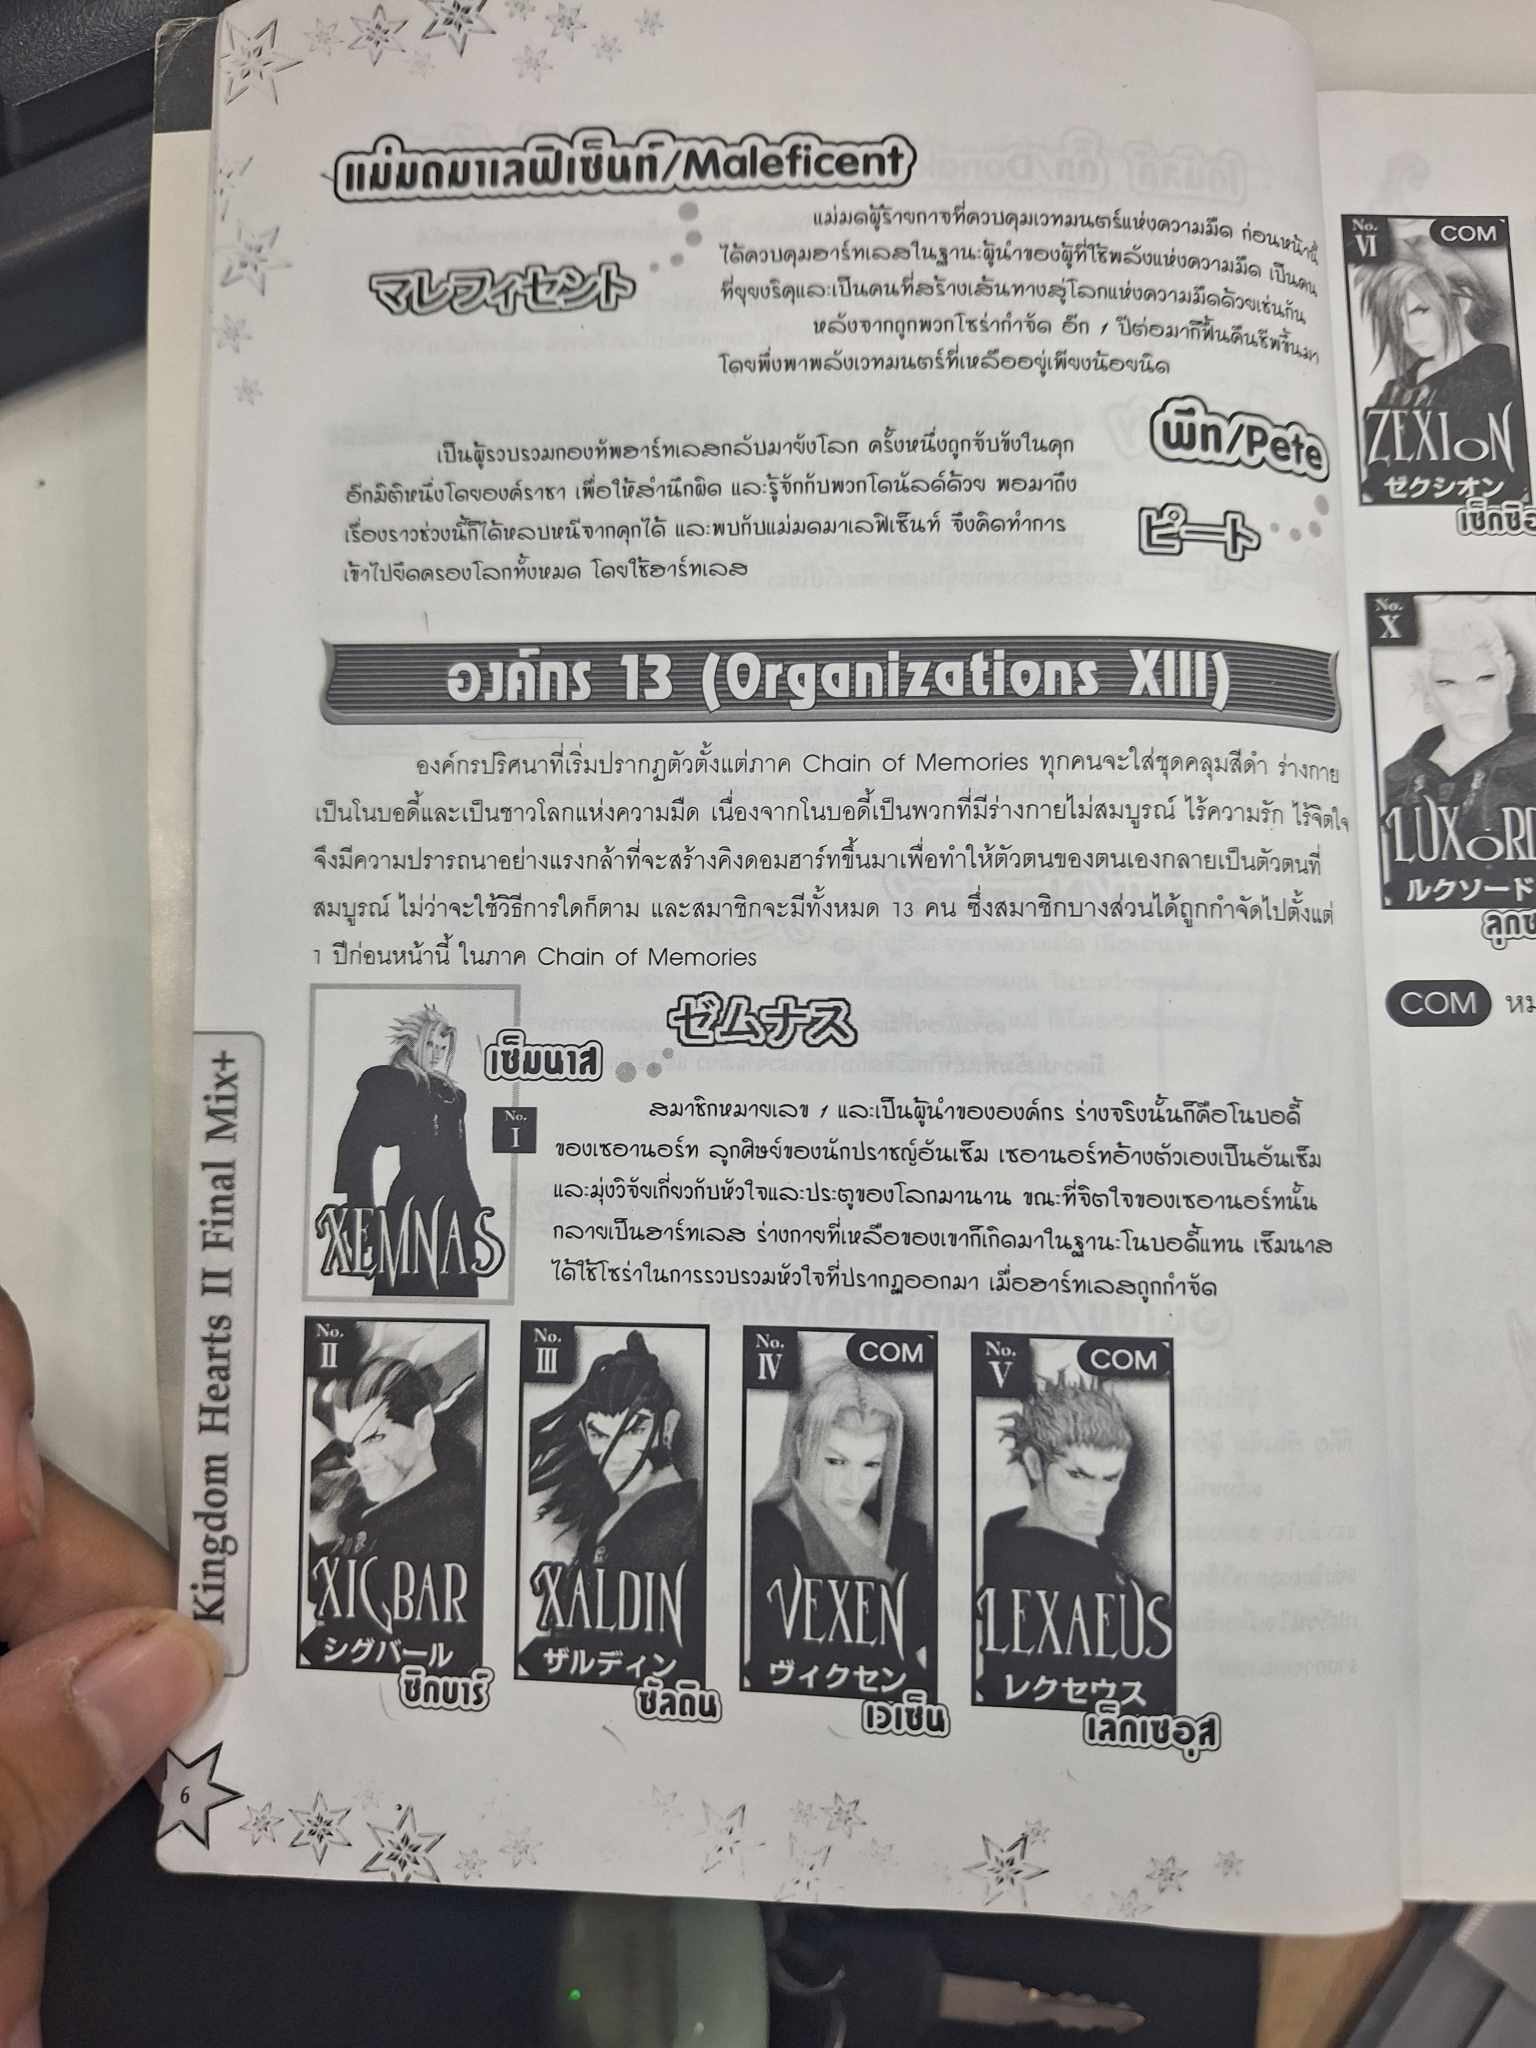 แม่มดมาเลฟิเซ็นท์/Maleficent
マレフィセント
แม่มดผู้ร้ายกาจที่ควบคุมเวทมนตร์แห่งความมืด ก่อนหน้านี้
ได้ควบคุมฮาร์ทเลสในฐานะผู้นำของผู้ที่ใช้พลังแห่งความมืด เป็นคน
ที่ยุยงริคุและเป็นคนที่สร้างเส้นทางสู่โลกแห่งความมืดด้วยเช่นกัน
หลังจากถูกพวกโซร่ากำจัด อีก 1 ปีต่อมาก็ฟื้นคืนชีพขึ้นมา
โดยพึ่งพาพลังเวทมนตร์ที่เหลืออยู่เพียงน้อยนิด
พีท/Pete
ピート
เป็นผู้รวบรวมกองทัพฮาร์ทเลสกลับมายังโลก ครั้งหนึ่งถูกจับขังในคุก
อีกมิติหนึ่งโดยองค์ราชา เพื่อให้สำนึกผิด และรู้จักกับพวกโดนัลด์ด้วย พอมาถึง
เรื่องราวช่วงนี้ก็ได้หลบหนีจากคุกได้ และพบกับแม่มดมาเลฟิเซ็นท์ จึงคิดทำการ
เข้าไปยึดครองโลกทั้งหมด โดยใช้ฮาร์ทเลส
องค์กร 13 (Organizations XIII)
องค์กรปริศนาที่เริ่มปรากฏตัวตั้งแต่ภาค Chain of Memories ทุกคนจะใส่ชุดคลุมสีดำ ร่างกาย
เป็นโนบอดี้และเป็นชาวโลกแห่งความมืด เนื่องจากโนบอดี้เป็นพวกที่มีร่างกายไม่สมบูรณ์ ไร้ความรัก ไร้จิตใจ
จึงมีความปรารถนาอย่างแรงกล้าที่จะสร้างคิงดอมฮาร์ทขึ้นมาเพื่อทำให้ตัวตนของตนเองกลายเป็นตัวตนที่
สมบูรณ์ ไม่ว่าจะใช้วิธีการใดก็ตาม และสมาชิกจะมีทั้งหมด 13 คน ซึ่งสมาชิกบางส่วนได้ถูกกำจัดไปตั้งแต่
1 ปีก่อนหน้านี้ ในภาค Chain of Memories
เซ็มนาส
ゼムナス
No.
I
XEMNAS
สมาชิกหมายเลข 1 และเป็นผู้นำขององค์กร ร่างจริงนั้นก็คือโนบอดี้
ของเซอานอร์ท ลูกศิษย์ของนักปราชญ์อันเซ็ม เซอานอร์ทอ้างตัวเองเป็นอันเซ็ม
และมุ่งวิจัยเกี่ยวกับหัวใจและประตูของโลกมานาน ขณะที่จิตใจของเซอานอร์ทนั้น
กลายเป็นฮาร์ทเลส ร่างกายที่เหลือของเขาก็เกิดมาในฐานะโนบอดี้แทน เซ็มนาส
ได้ใช้โซร่าในการรวบรวมหัวใจที่ปรากฏออกมา เมื่อฮาร์ทเลสถูกกำจัด
No.
II
XIGBAR
シグバール
ซิกบาร์
No.
III
XALDIN
ザルディン
ซัลดิน
No.
IV
COM
VEXEN
ヴィクセン
เวเซ็น
No.
V
COM
LEXAEUS
レクセウス
เล็กเซอุส
Kingdom Hearts II Final Mix+
6
No.
VI
COM
ZEXION
ゼクシオン
No.
X
LUXORD
ルクソード
COM